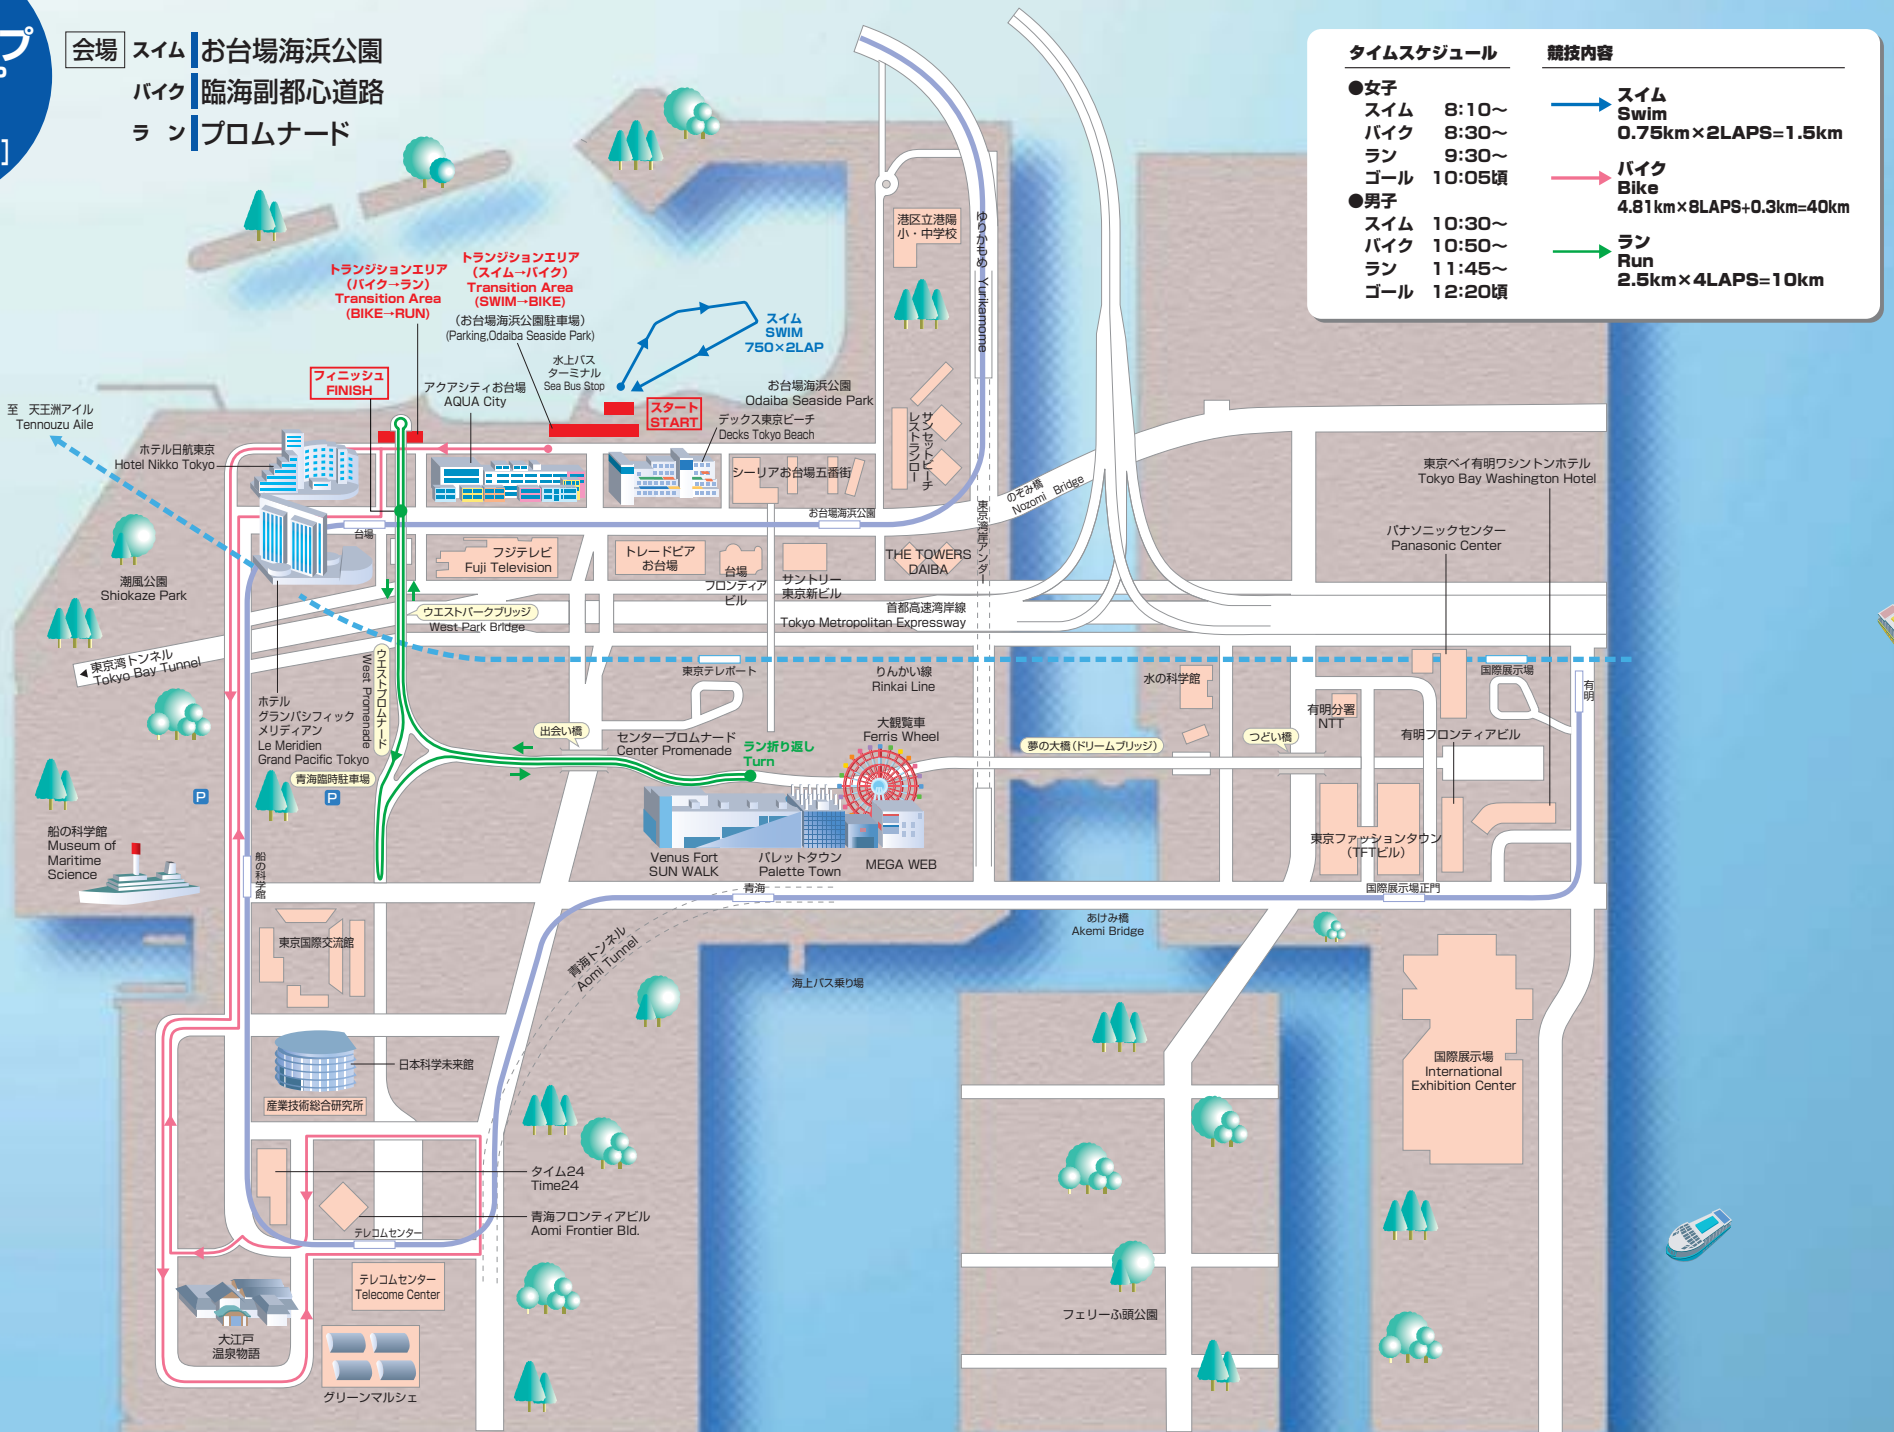 プ
]
会場
スイム お台場海浜公園
バイク 臨海副都心道路
ラン プロムナード
タイムスケジュール
●女子
スイム 8:10〜
バイク 8:30〜
ラン 9:30〜
ゴール 10:05頃
●男子
スイム 10:30〜
バイク 10:50〜
ラン 11:45〜
ゴール 12:20頃
競技内容
スイム
Swim
0.75km×2LAPS=1.5km
バイク
Bike
4.81km×8LAPS+0.3km=40km
ラン
Run
2.5km×4LAPS=10km
港区立港陽
小・中学校
ゆりかもめ Yurikamome
トランジションエリア
(バイク→ラン)
Transition Area
(BIKE→RUN)
トランジションエリア
(スイム→バイク)
Transition Area
(SWIM→BIKE)
(お台場海浜公園駐車場)
(Parking,Odaiba Seaside Park)
スイム
SWIM
750×2LAP
水上バス
ターミナル
Sea Bus Stop
フィニッシュ
FINISH
アクアシティお台場
AQUA City
スタート
START
お台場海浜公園
Odaiba Seaside Park
デックス東京ビーチ
Decks Tokyo Beach
至 天王洲アイル
Tennouzu Aile
ホテル日航東京
Hotel Nikko Tokyo
シーリアお台場五番街
サンセットビーチ
レストランロー
のぞみ橋
Nozomi Bridge
東京ベイ有明ワシントンホテル
Tokyo Bay Washington Hotel
パナソニックセンター
Panasonic Center
お台場海浜公園
台場
フジテレビ
Fuji Television
トレードピア
お台場
台場
フロンティア
ビル
サントリー
東京新ビル
THE TOWERS
DAIBA
東京湾岸アンダー
潮風公園
Shiokaze Park
ウエストパークブリッジ
West Park Bridge
首都高速湾岸線
Tokyo Metropolitan Expressway
東京湾トンネル
Tokyo Bay Tunnel
ウエストプロムナード
West Promenade
東京テレポート
りんかい線
Rinkai Line
水の科学館
国際展示場
有明
ホテル
グランパシフィック
メリディアン
Le Meridien
Grand Pacific Tokyo
有明分署
NTT
有明フロンティアビル
出会い橋
センタープロムナード
Center Promenade
ラン折り返し
Turn
大観覧車
Ferris Wheel
夢の大橋(ドリームブリッジ)
つどい橋
青海臨時駐車場
P
P
船の科学館
Museum of
Maritime
Science
船の科学館
Venus Fort
SUN WALK
パレットタウン
Palette Town
MEGA WEB
東京ファッションタウン
(TFTビル)
青海
国際展示場正門
あけみ橋
Akemi Bridge
東京国際交流館
青海トンネル
Aomi Tunnel
海上バス乗り場
日本科学未来館
産業技術総合研究所
国際展示場
International
Exhibition Center
タイム24
Time24
青海フロンティアビル
Aomi Frontier Bld.
テレコムセンター
テレコムセンター
Telecome Center
フェリーふ頭公園
大江戸
温泉物語
グリーンマルシェ